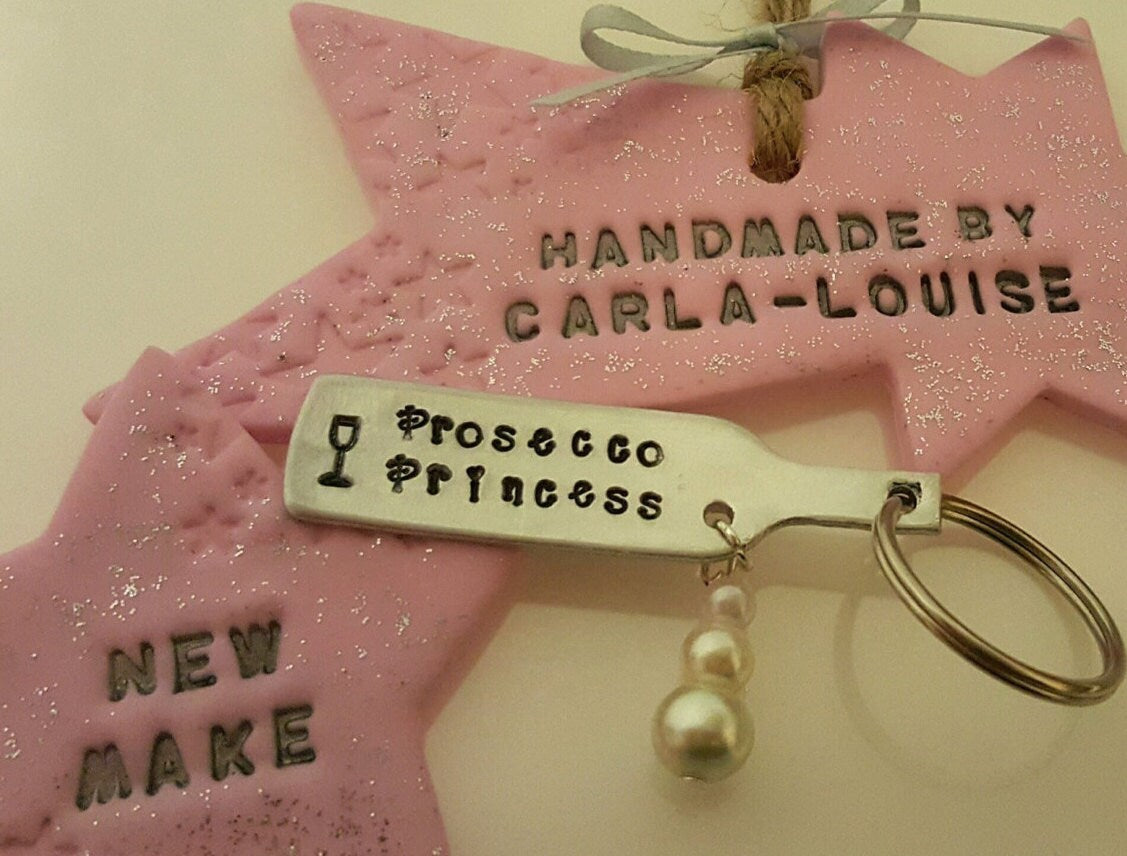 HANDMADE BY
CARLA-LOUISE
Prosecco
Princess
NEW
MAKE